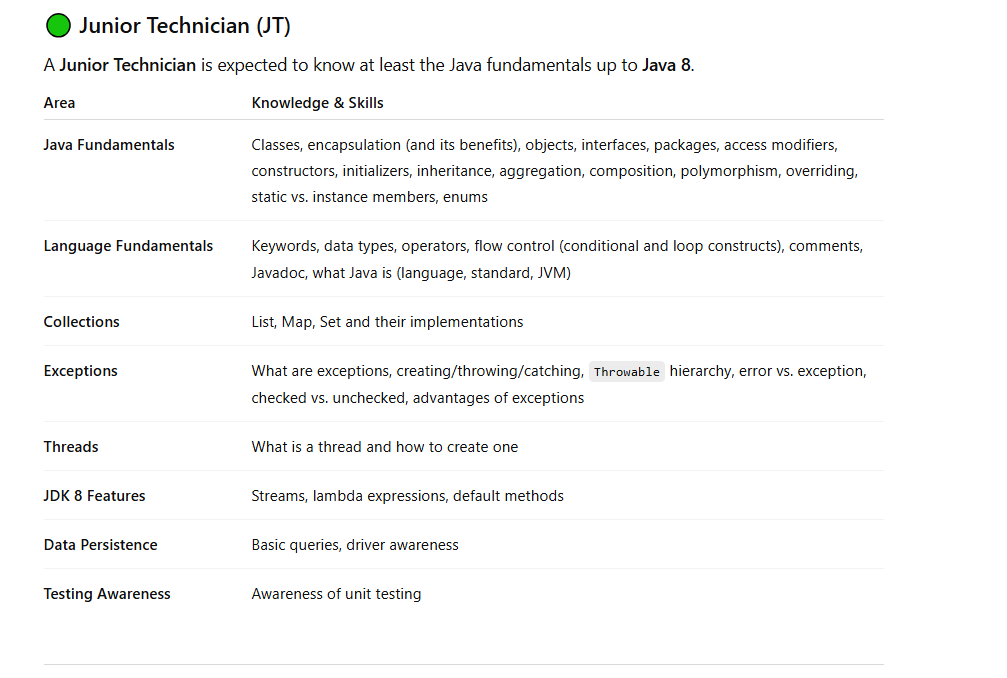 Junior Technician (JT)
A Junior Technician is expected to know at least the Java fundamentals up to Java 8.
Area Knowledge & Skills
Java Fundamentals Classes, encapsulation (and its benefits), objects, interfaces, packages, access modifiers,
constructors, initializers, inheritance, aggregation, composition, polymorphism, overriding,
static vs. instance members, enums
Language Fundamentals Keywords, data types, operators, flow control (conditional and loop constructs), comments,
Javadoc, what Java is (language, standard, JVM)
Collections List, Map, Set and their implementations
Exceptions What are exceptions, creating/throwing/catching, Throwable hierarchy, error vs. exception,
checked vs. unchecked, advantages of exceptions
Threads What is a thread and how to create one
JDK 8 Features Streams, lambda expressions, default methods
Data Persistence Basic queries, driver awareness
Testing Awareness Awareness of unit testing